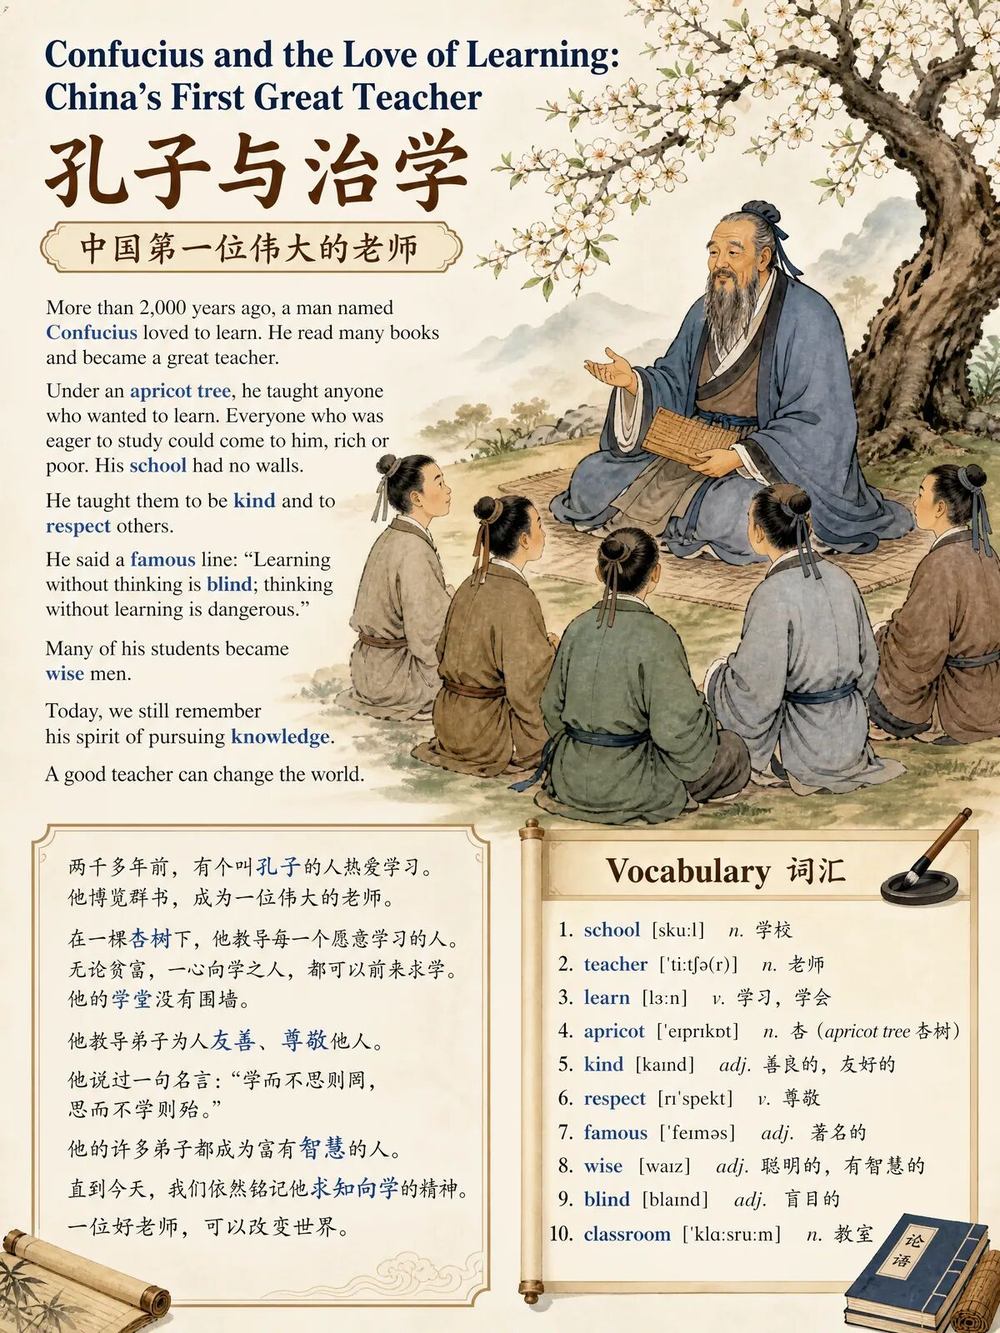 Confucius and the Love of Learning:
China's First Great Teacher
孔子与治学
中国第一位伟大的老师
More than 2,000 years ago, a man named
Confucius loved to learn. He read many books
and became a great teacher.
Under an apricot tree, he taught anyone
who wanted to learn. Everyone who was
eager to study could come to him, rich or
poor. His school had no walls.
He taught them to be kind and to
respect others.
He said a famous line: “Learning
without thinking is blind; thinking
without learning is dangerous.”
Many of his students became
wise men.
Today, we still remember
his spirit of pursuing knowledge.
A good teacher can change the world.
两千多年前，有个叫孔子的人热爱学习。
他博览群书，成为一位伟大的老师。
在一棵杏树下，他教导每一个愿意学习的人。
无论贫富，一心向学之人，都可以前来求学。
他的学堂没有围墙。
他教导弟子为人友善、尊敬他人。
他说过一句名言：“学而不思则罔，
思而不学则殆。”
他的许多弟子都成为富有智慧的人。
直到今天，我们依然铭记他求知向学的精神。
一位好老师，可以改变世界。
Vocabulary 词汇
1. school [sku:l] n. 学校
2. teacher ['ti:tʃə(r)] n. 老师
3. learn [lɜ:n] v. 学习，学会
4. apricot ['eɪprɪkɒt] n. 杏（apricot tree 杏树）
5. kind [kaɪnd] adj. 善良的，友好的
6. respect [rɪ'spekt] v. 尊敬
7. famous ['feɪməs] adj. 著名的
8. wise [waɪz] adj. 聪明的，有智慧的
9. blind [blaɪnd] adj. 盲目的
10. classroom ['klɑ:sru:m] n. 教室
论语